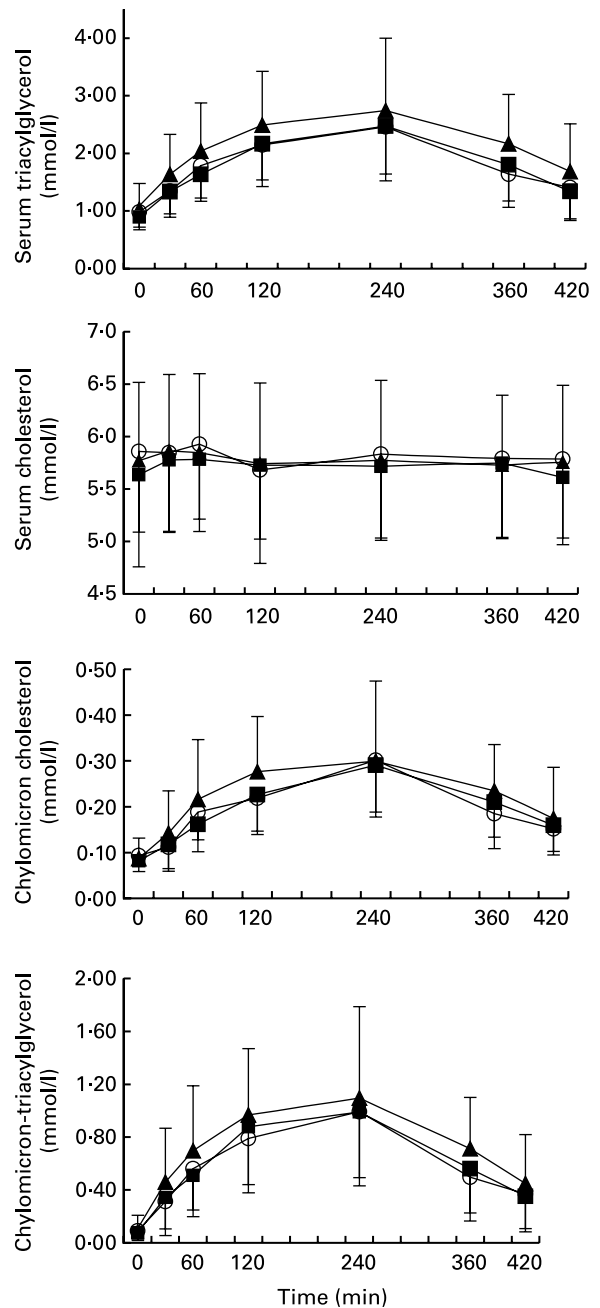 Serum triacylglycerol
(mmol/l)
4·00
3·00
2·00
1·00
0·00
0 60 120 240 360 420
Serum cholesterol
(mmol/l)
7·0
6·5
6·0
5·5
5·0
4·5
0 60 120 240 360 420
Chylomicron cholesterol
(mmol/l)
0·50
0·40
0·30
0·20
0·10
0·00
0 60 120 240 360 420
Chylomicron-triacylglycerol
(mmol/l)
2·00
1·60
1·20
0·80
0·40
0·00
0 60 120 240 360 420
Time (min)